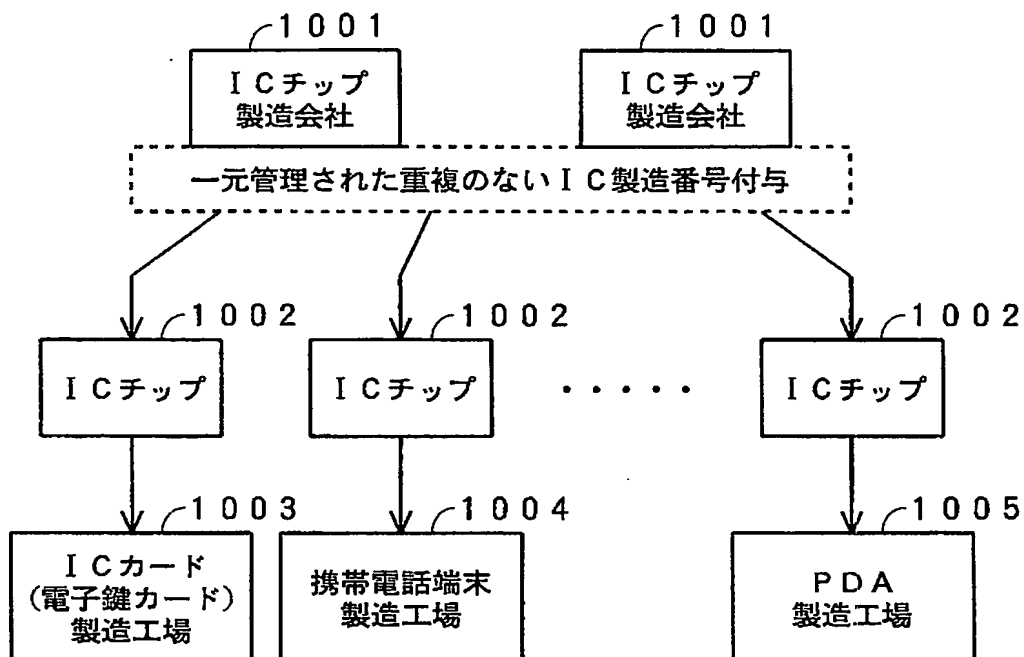 1001 1001
ICチップ ICチップ
製造会社 製造会社
一元管理された重複のないIC製造番号付与
1002 1002 1002
ICチップ ICチップ ・・・・・ ICチップ
1003 1004 1005
ICカード
(電子鍵カード)
製造工場
携帯電話端末
製造工場
PDA
製造工場